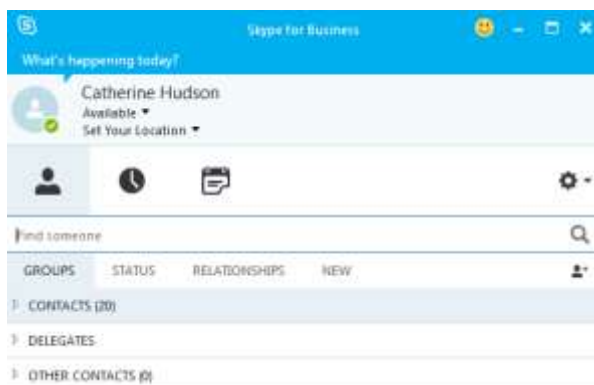 Skype for Business
What's happening today?
Catherine Hudson
Available
Set Your Location
Find someone
GROUPS STATUS RELATIONSHIPS NEW
CONTACTS (20)
DELEGATES
OTHER CONTACTS (0)